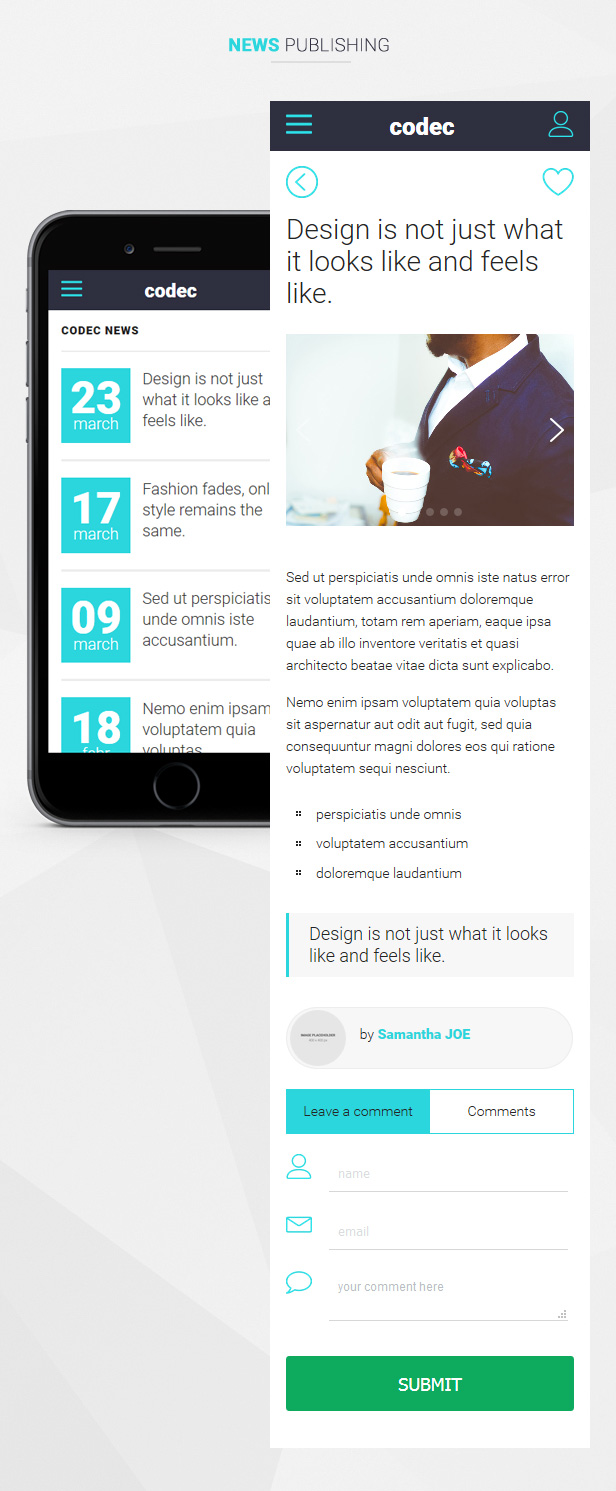 NEWS PUBLISHING
codec
CODEC NEWS
23
march
Design is not just
what it looks like a
feels like.
17
march
Fashion fades, onl
style remains the
same.
09
march
Sed ut perspiciatis
unde omnis iste
accusantium.
18
febr
Nemo enim ipsam
voluptatem quia
voluptas
codec
Design is not just what
it looks like and feels
like.
Sed ut perspiciatis unde omnis iste natus error
sit voluptatem accusantium doloremque
laudantium, totam rem aperiam, eaque ipsa
quae ab illo inventore veritatis et quasi
architecto beatae vitae dicta sunt explicabo.
Nemo enim ipsam voluptatem quia voluptas
sit aspernatur aut odit aut fugit, sed quia
consequuntur magni dolores eos qui ratione
voluptatem sequi nesciunt.
perspiciatis unde omnis
voluptatem accusantium
doloremque laudantium
Design is not just what it looks
like and feels like.
IMAGE PLACEHOLDER
by Samantha JOE
Leave a comment
Comments
name
email
your comment here
SUBMIT